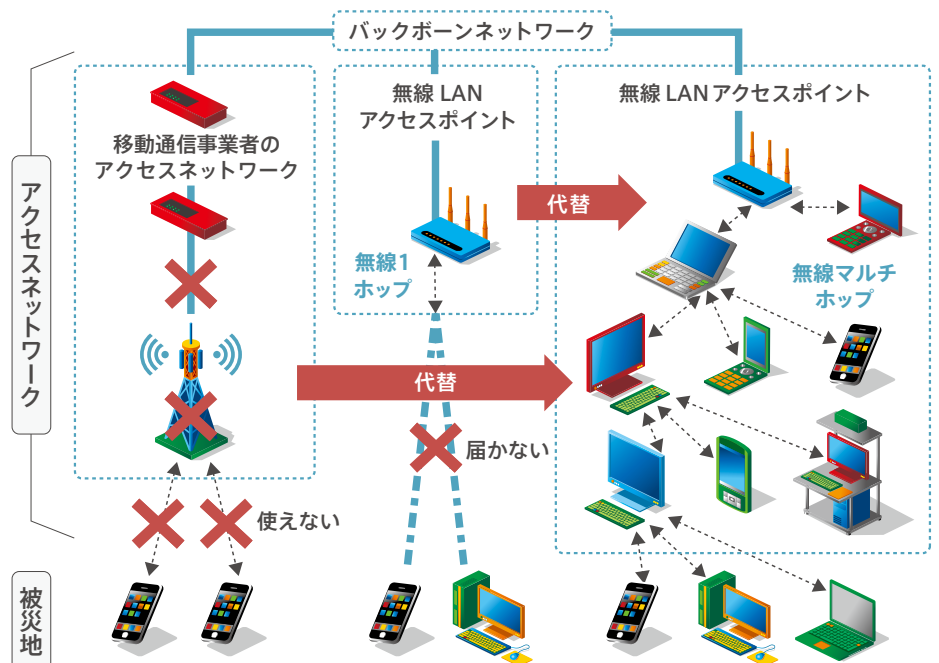 バックボーンネットワーク
アクセスネットワーク
移動通信事業者の
アクセスネットワーク
無線 LAN
アクセスポイント
無線 LAN アクセスポイント
代替
無線1
ホップ
無線マルチ
ホップ
代替
届かない
使えない
被災地